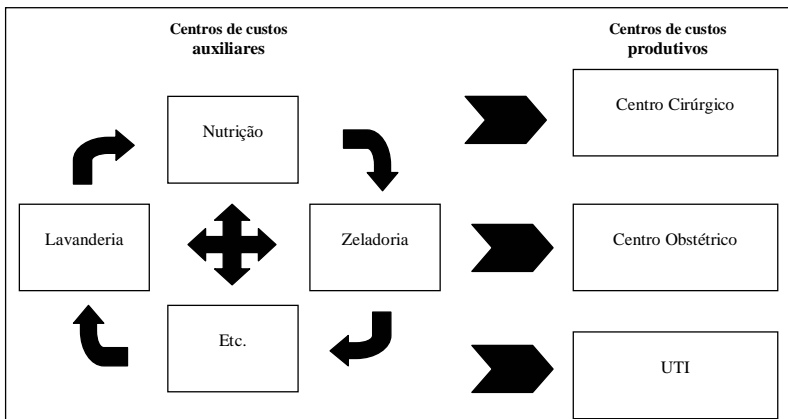 Centros de custos
auxiliares
Centros de custos
produtivos
Nutrição
Centro Cirúrgico
Lavanderia
Zeladoria
Centro Obstétrico
Etc.
UTI